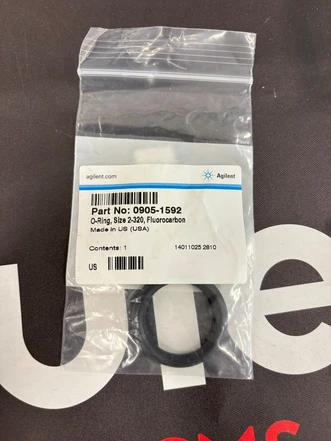 agilent.com
Agilent
Part No: 0905-1592
O-Ring, Size 2-320, Fluorocarbon
Made in US (USA)
Contents: 1
14011025 2810
US